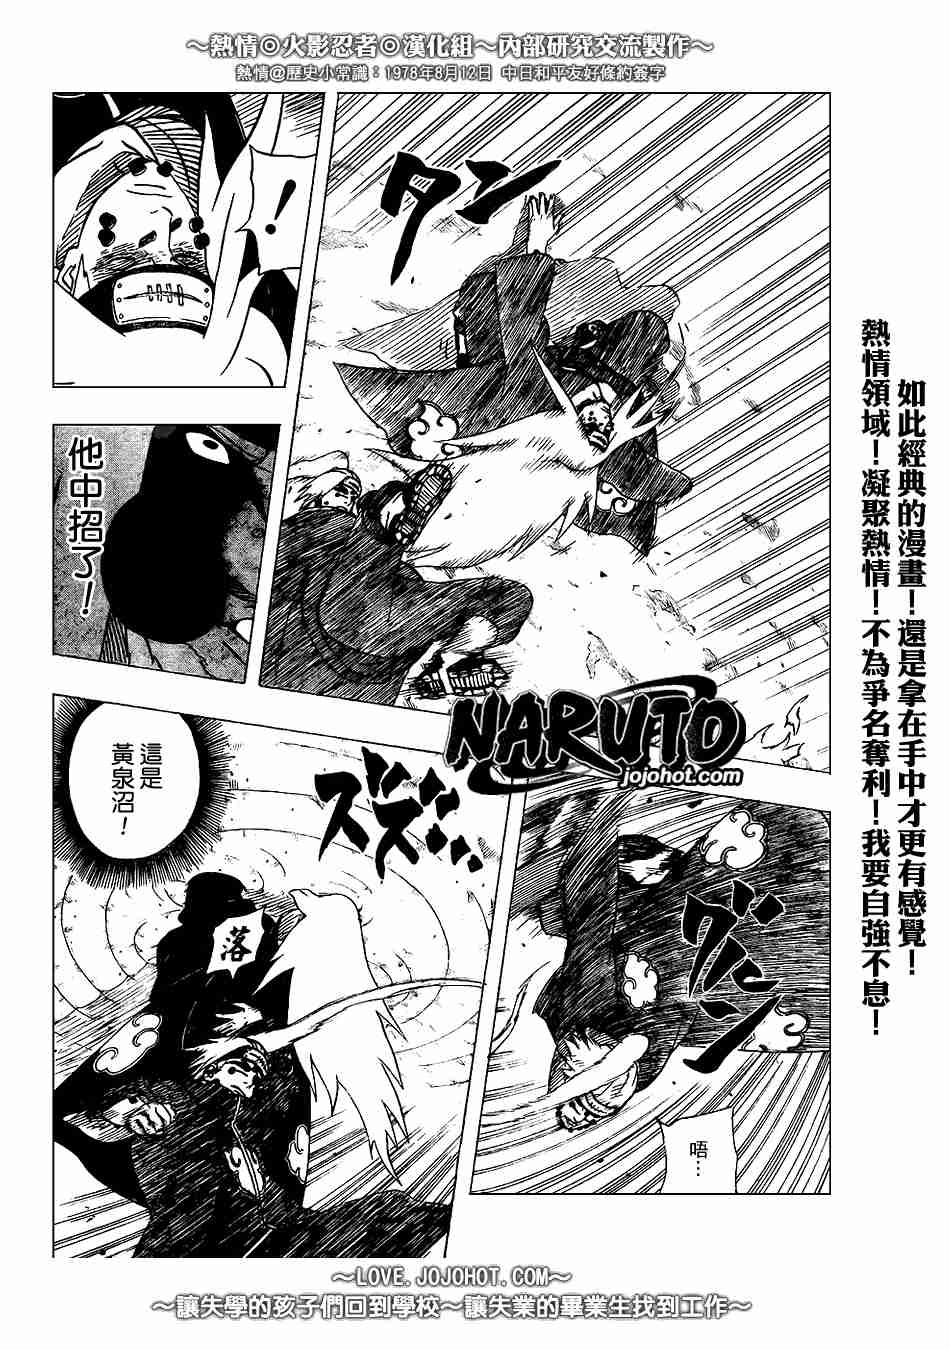 ～熱情◎火影忍者◎漢化組～內部研究交流製作～
熱情@歷史小常識：1978年8月12日 中日和平友好條約簽字
！
タン
他中招了！
如此經典的漫畫！還是拿在手中才更有感覺！
熱情領域！凝聚熱情！不為爭名奪利！我要自強不息！
NARUTO
jojohot.com
グニン
唔…
ズズ…
這是
黃泉沼！
落
～LOVE.JOJOHOT.COM～
～讓失學的孩子們回到學校～讓失業的畢業生找到工作～